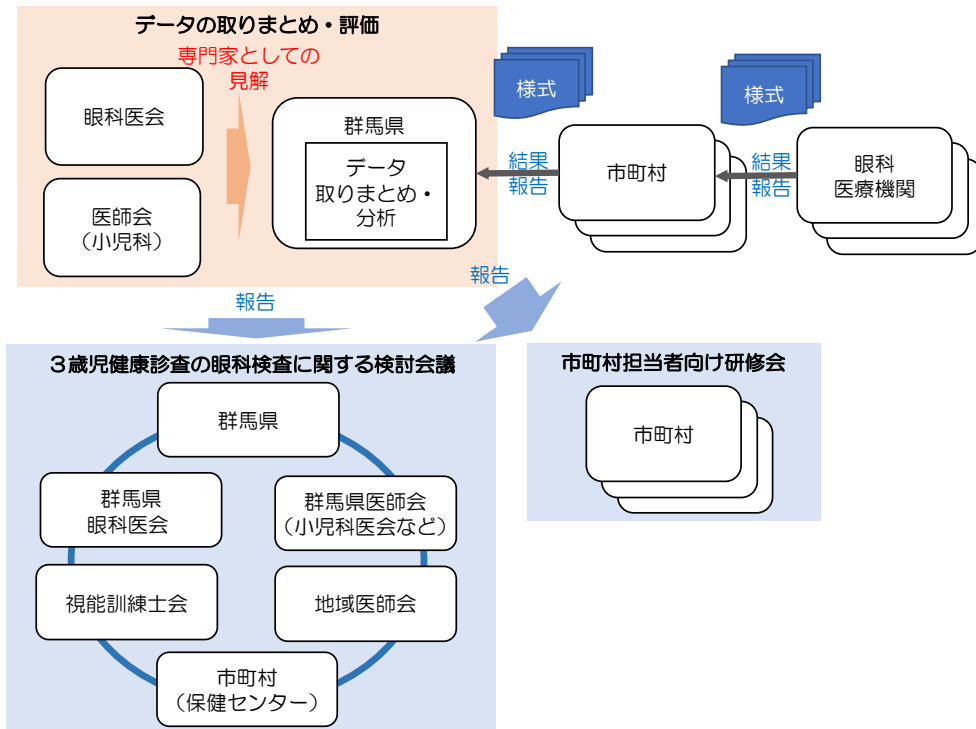 データの取りまとめ・評価
専門家としての
見解
眼科医会
医師会
（小児科）
群馬県
データ
取りまとめ・
分析
様式
様式
結果
報告
市町村
結果
報告
眼科
医療機関
報告
報告
３歳児健康診査の眼科検査に関する検討会議
群馬県
群馬県
眼科医会
群馬県医師会
（小児科医会など）
視能訓練士会
地域医師会
市町村
（保健センター）
市町村担当者向け研修会
市町村